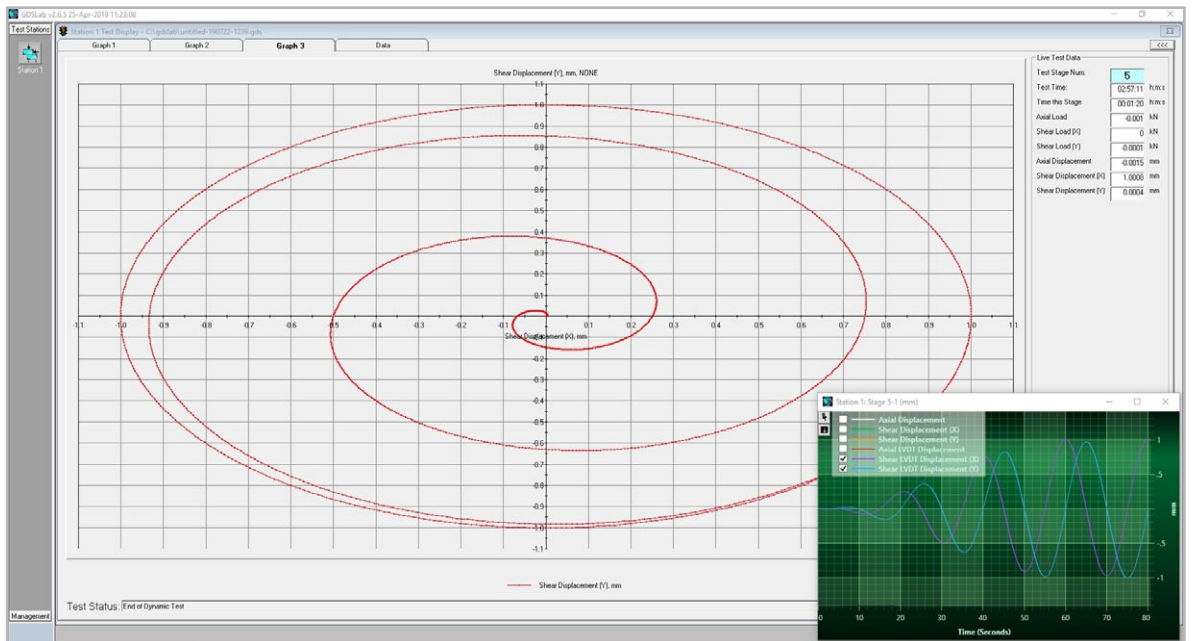 GDSLab v2.6.5 25-Apr-2019 11:23:08
Test Stations
Station 1 Test Display - C:\gdslab\untitled-190722-1239.gds
Graph 1
Graph 2
Graph 3
Data
<<<
Station 1
Shear Displacement (Y), mm, NONE
1.1
1.0
0.9
0.8
0.7
0.6
0.5
0.4
0.3
0.2
0.1
-1.1 -1.0 -0.9 -0.8 -0.7 -0.6 -0.5 -0.4 -0.3 -0.2 0.1 0.1 0.2 0.3 0.4 0.5 0.6 0.7 0.8 0.9 1.0 1.1
Shear Displacement (X), mm
-0.2
-0.3
-0.4
-0.5
-0.6
-0.7
-0.8
-0.9
-1.0
-1.1
Shear Displacement (Y), mm
Test Status: End of Dynamic Test
Management
Live Test Data
Test Stage Num: 5
Test Time: 02:57:11 h:m:s
Time this Stage 00:01:20 h:m:s
Axial Load -0.001 kN
Shear Load (X) 0 kN
Shear Load (Y) -0.0001 kN
Axial Displacement -0.0015 mm
Shear Displacement (X) 1.0000 mm
Shear Displacement (Y) 0.0004 mm
Station 1: Stage 5-1 (mm)
Axial Displacement
Shear Displacement (X)
Shear Displacement (Y)
Axial LVDT Displacement
Shear LVDT Displacement (X)
Shear LVDT Displacement (Y)
1
.5
mm
-.5
-1
0 10 20 30 40 50 60 70 80
Time (Seconds)